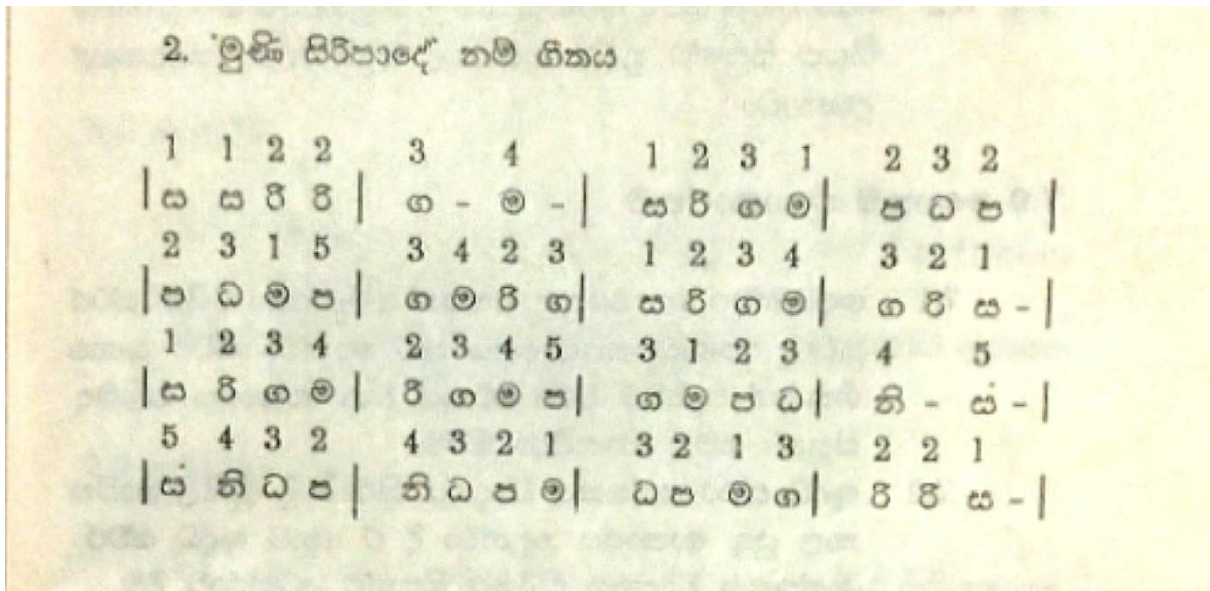 2. 'මුණි සිරිපාදේ' නම් ගීතය
1 1 2 2 3 4 1 2 3 1 2 3 2
| ස ස රි රි | ග - ම - | ස රි ග ම | ප ධ ප |
2 3 1 5 3 4 2 3 1 2 3 4 3 2 1
| ප ධ ම ප | ග ම රි ග | ස රි ග ම | ග රි ස - |
1 2 3 4 2 3 4 5 3 1 2 3 4 5
| ස රි ග ම | රි ග ම ප | ග ම ප ධ | නි - සං - |
5 4 3 2 4 3 2 1 3 2 1 3 2 2 1
| සං නි ධ ප | නි ධ ප ම | ධ ප ම ග | රි රි ස - |